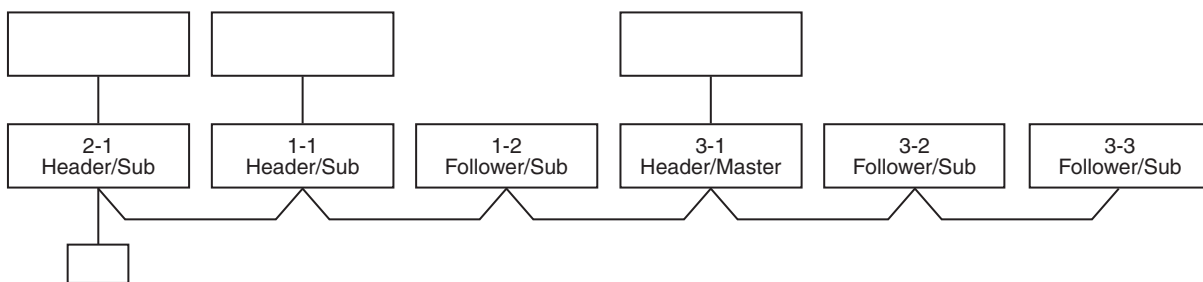 2-1
Header/Sub
1-1
Header/Sub
1-2
Follower/Sub
3-1
Header/Master
3-2
Follower/Sub
3-3
Follower/Sub